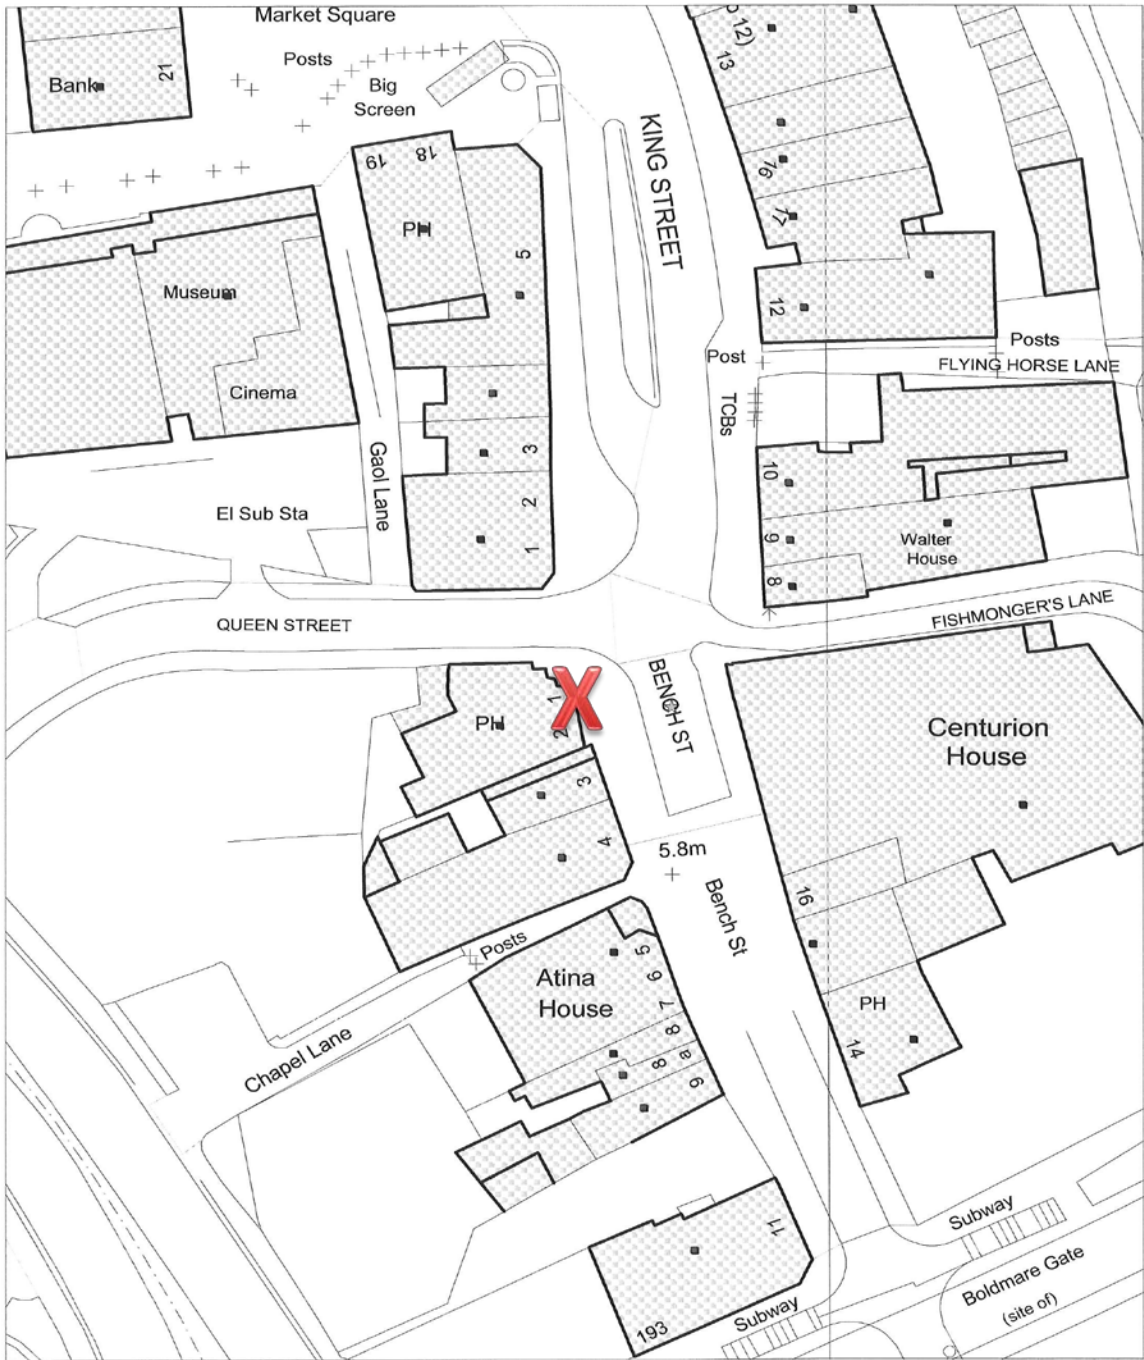 Market Square
Posts
Big
Screen
Bank
21
13
KING STREET
19
18
PH
5
16
17
12
Museum
Cinema
Post
Posts
FLYING HORSE LANE
TCBs
Gaol Lane
3
2
1
El Sub Sta
10
9
8
Walter
House
QUEEN STREET
FISHMONGER'S LANE
BENCH ST
X
1
2
PH
3
4
Centurion
House
5.8m
16
Bench St
Posts
Atina
House
5
6
7
8
8
a
9
PH
14
Chapel Lane
11
Subway
Boldmare Gate
(site of)
Subway
193